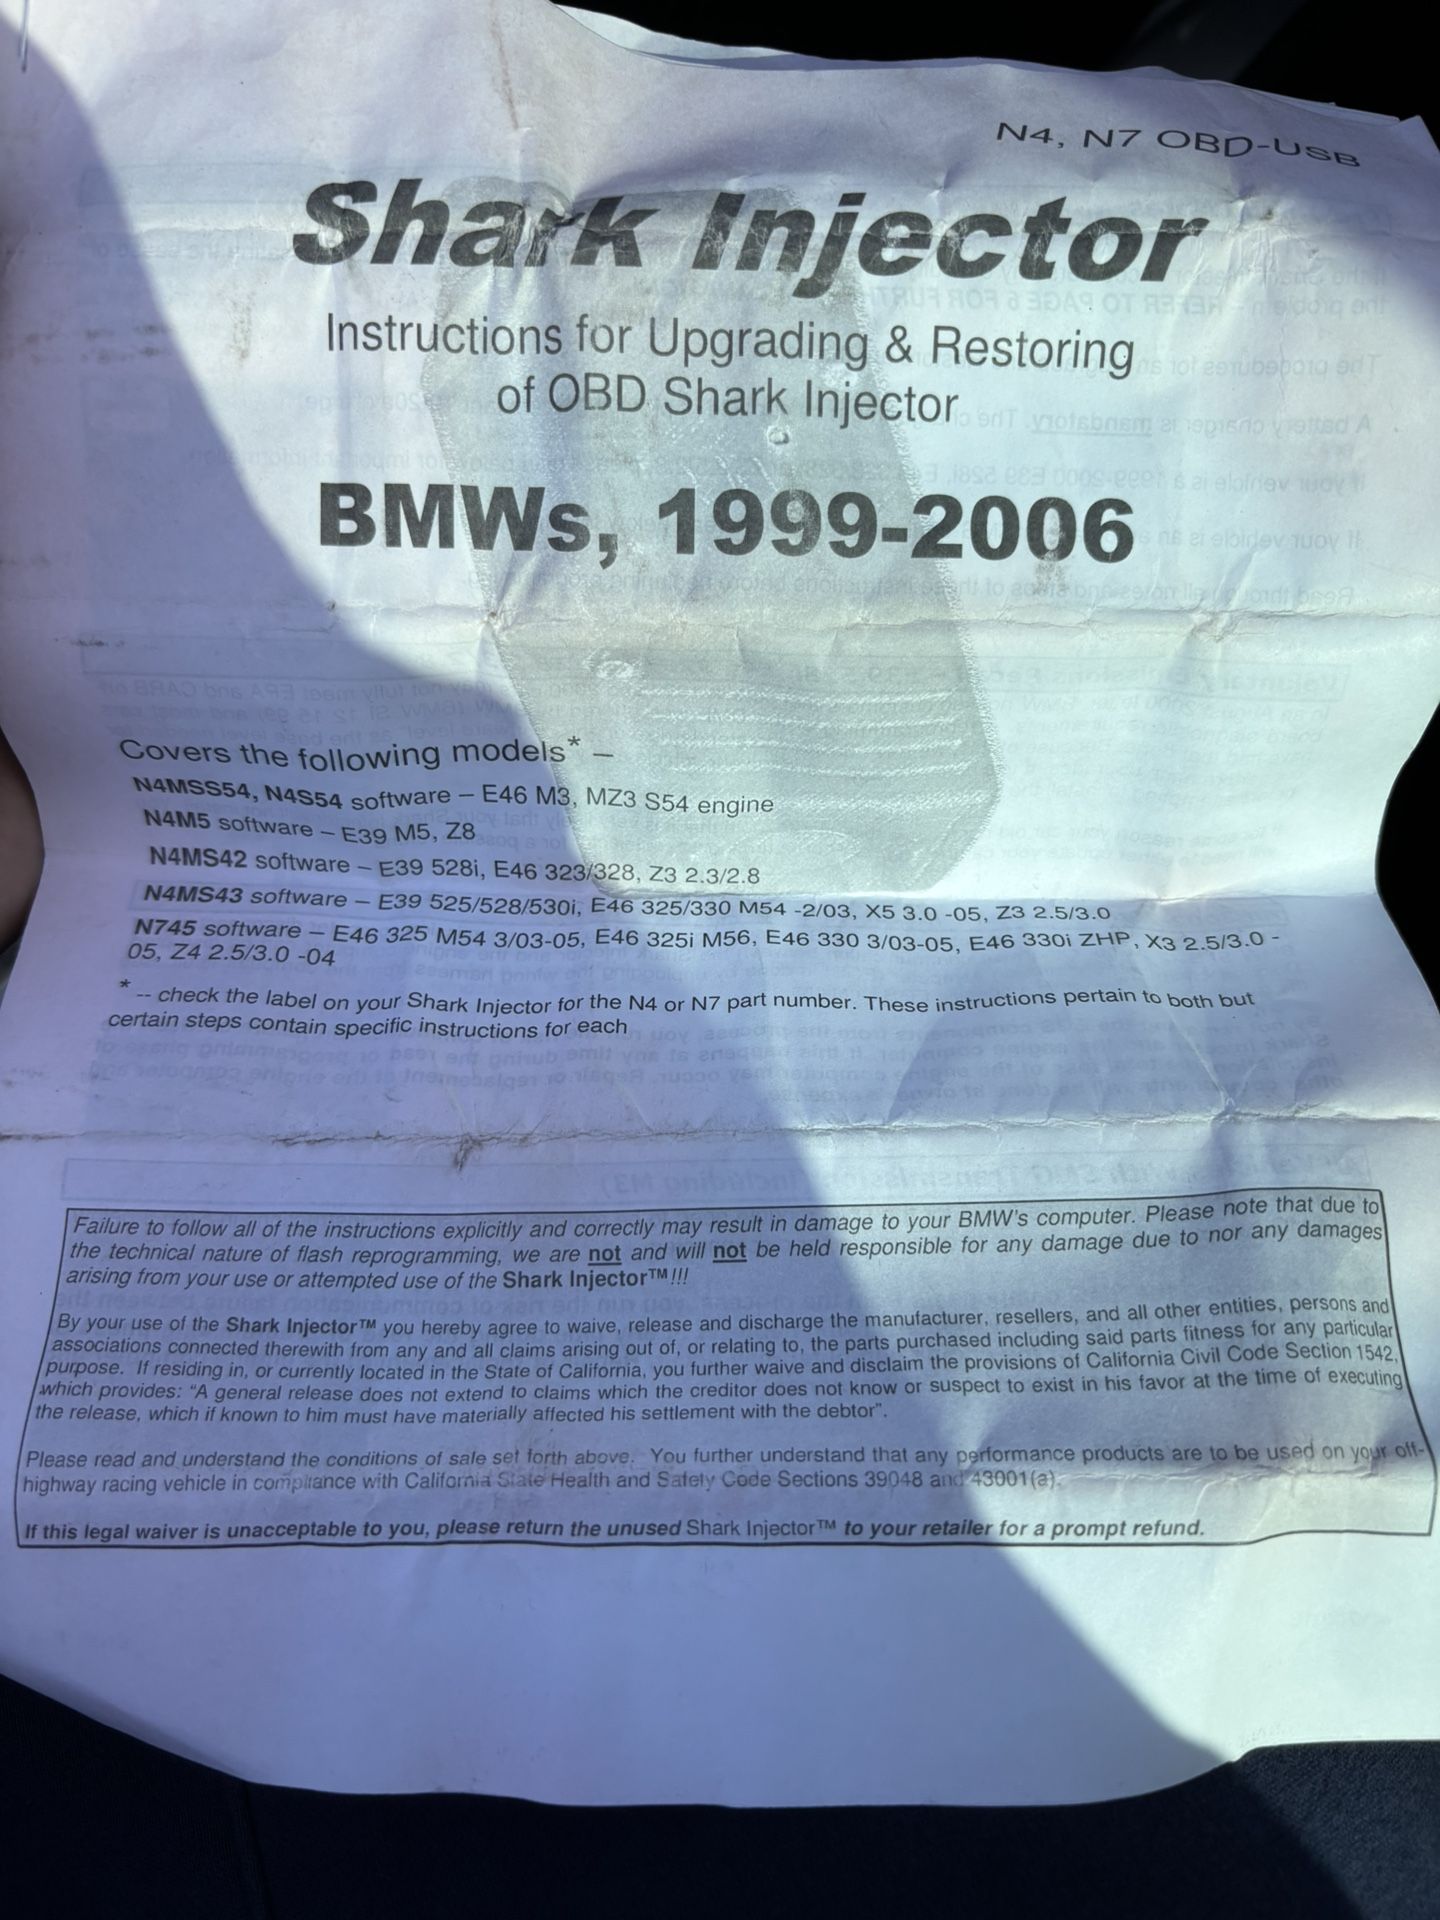 N4, N7 OBD-USB
Shark Injector
Instructions for Upgrading & Restoring
of OBD Shark Injector
BMWs, 1999-2006
Covers the following models* –
N4MSS54, N4S54 software – E46 M3, MZ3 S54 engine
N4M5 software – E39 M5, Z8
N4MS42 software – E39 528i, E46 323/328, Z3 2.3/2.8
N4MS43 software – E39 525/528/530i, E46 325/330 M54 -2/03, X5 3.0 -05, Z3 2.5/3.0
N745 software – E46 325 M54 3/03-05, E46 325i M56, E46 330 3/03-05, E46 330i ZHP, X3 2.5/3.0 -
05, Z4 2.5/3.0 -04
* -- check the label on your Shark Injector for the N4 or N7 part number. These instructions pertain to both but
certain steps contain specific instructions for each
Failure to follow all of the instructions explicitly and correctly may result in damage to your BMW's computer. Please note that due to
the technical nature of flash reprogramming, we are not and will not be held responsible for any damage due to nor any damages
arising from your use or attempted use of the Shark Injector™!!!
By your use of the Shark Injector™ you hereby agree to waive, release and discharge the manufacturer, resellers, and all other entities, persons and
associations connected therewith from any and all claims arising out of, or relating to, the parts purchased including said parts fitness for any particular
purpose. If residing in, or currently located in the State of California, you further waive and disclaim the provisions of California Civil Code Section 1542,
which provides: "A general release does not extend to claims which the creditor does not know or suspect to exist in his favor at the time of executing
the release, which if known to him must have materially affected his settlement with the debtor".
Please read and understand the conditions of sale set forth above. You further understand that any performance products are to be used on your off-
highway racing vehicle in compliance with California State Health and Safety Code Sections 39048 and 43001(a).
If this legal waiver is unacceptable to you, please return the unused Shark Injector™ to your retailer for a prompt refund.